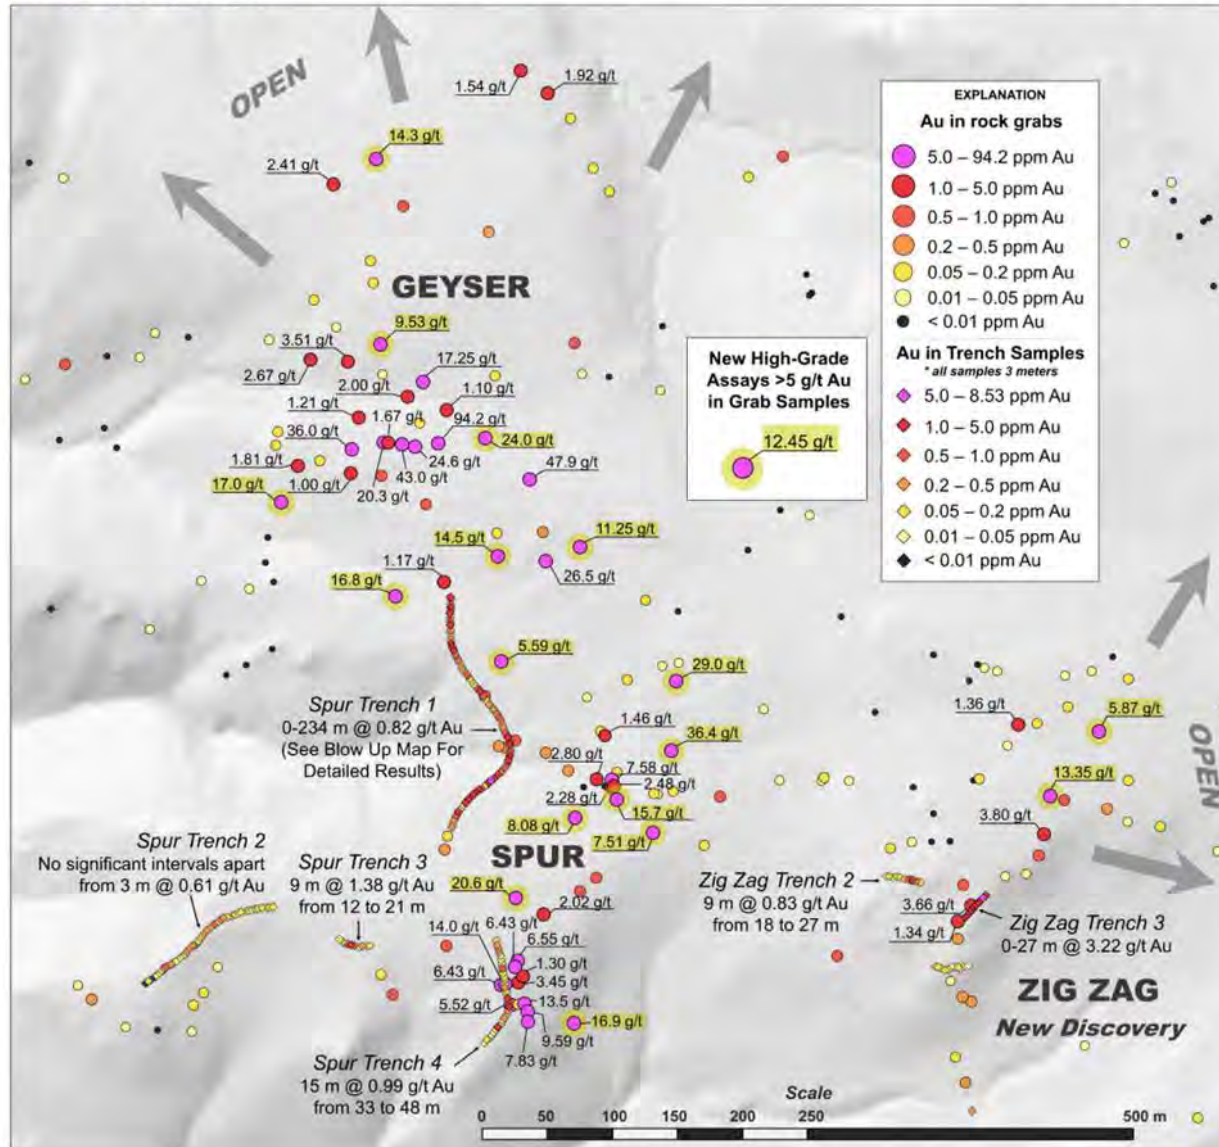 OPEN
1.54 g/t
1.92 g/t
14.3 g/t
2.41 g/t
GEYSER
9.53 g/t
3.51 g/t
2.67 g/t
17.25 g/t
2.00 g/t
1.10 g/t
1.21 g/t
1.67 g/t
36.0 g/t
94.2 g/t
24.0 g/t
1.81 g/t
24.6 g/t
47.9 g/t
1.00 g/t
43.0 g/t
17.0 g/t
20.3 g/t
14.5 g/t
11.25 g/t
1.17 g/t
26.5 g/t
16.8 g/t
5.59 g/t
29.0 g/t
EXPLANATION
Au in rock grabs
5.0 – 94.2 ppm Au
1.0 – 5.0 ppm Au
0.5 – 1.0 ppm Au
0.2 – 0.5 ppm Au
0.05 – 0.2 ppm Au
0.01 – 0.05 ppm Au
< 0.01 ppm Au
Au in Trench Samples
* all samples 3 meters
5.0 – 8.53 ppm Au
1.0 – 5.0 ppm Au
0.5 – 1.0 ppm Au
0.2 – 0.5 ppm Au
0.05 – 0.2 ppm Au
0.01 – 0.05 ppm Au
< 0.01 ppm Au
New High-Grade
Assays >5 g/t Au
in Grab Samples
12.45 g/t
Spur Trench 1
0-234 m @ 0.82 g/t Au
(See Blow Up Map For
Detailed Results)
1.46 g/t
36.4 g/t
2.80 g/t
7.58 g/t
2.48 g/t
2.28 g/t
15.7 g/t
8.08 g/t
7.51 g/t
SPUR
1.36 g/t
5.87 g/t
OPEN
13.35 g/t
3.80 g/t
Spur Trench 2
No significant intervals apart
from 3 m @ 0.61 g/t Au
Spur Trench 3
9 m @ 1.38 g/t Au
from 12 to 21 m
20.6 g/t
2.02 g/t
14.0 g/t
6.43 g/t
6.55 g/t
1.30 g/t
6.43 g/t
3.45 g/t
5.52 g/t
13.5 g/t
16.9 g/t
9.59 g/t
7.83 g/t
Spur Trench 4
15 m @ 0.99 g/t Au
from 33 to 48 m
Zig Zag Trench 2
9 m @ 0.83 g/t Au
from 18 to 27 m
3.66 g/t
1.34 g/t
Zig Zag Trench 3
0-27 m @ 3.22 g/t Au
ZIG ZAG
New Discovery
Scale
0 50 100 150 200 250 500 m